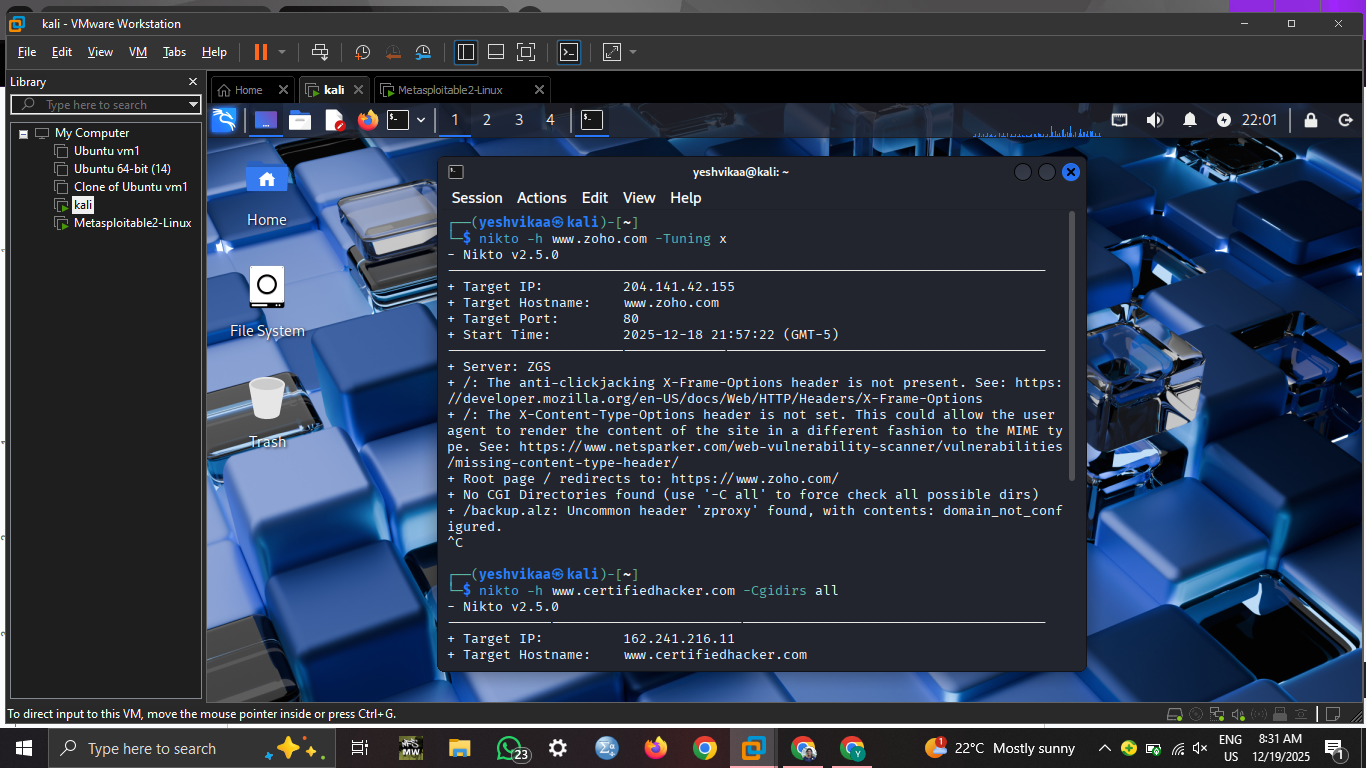 kali - VMware Workstation
File Edit View VM Tabs Help
Library
Type here to search
My Computer
Ubuntu vm1
Ubuntu 64-bit (14)
Clone of Ubuntu vm1
kali
Metasploitable2-Linux
Home kali Metasploitable2-Linux
1 2 3 4 22:01
Home
File System
Trash
yeshvikaa@kali: ~
Session Actions Edit View Help
┌──(yeshvikaa㉿kali)-[~]
└─$ nikto -h www.zoho.com -Tuning x
- Nikto v2.5.0
+ Target IP: 204.141.42.155
+ Target Hostname: www.zoho.com
+ Target Port: 80
+ Start Time: 2025-12-18 21:57:22 (GMT-5)
+ Server: ZGS
+ /: The anti-clickjacking X-Frame-Options header is not present. See: https:
//developer.mozilla.org/en-US/docs/Web/HTTP/Headers/X-Frame-Options
+ /: The X-Content-Type-Options header is not set. This could allow the user
agent to render the content of the site in a different fashion to the MIME ty
pe. See: https://www.netsparker.com/web-vulnerability-scanner/vulnerabilities
/missing-content-type-header/
+ Root page / redirects to: https://www.zoho.com/
+ No CGI Directories found (use '-C all' to force check all possible dirs)
+ /backup.alz: Uncommon header 'zproxy' found, with contents: domain_not_conf
igured.
^C
┌──(yeshvikaa㉿kali)-[~]
└─$ nikto -h www.certifiedhacker.com -Cgidirs all
- Nikto v2.5.0
+ Target IP: 162.241.216.11
+ Target Hostname: www.certifiedhacker.com
To direct input to this VM, move the mouse pointer inside or press Ctrl+G.
Type here to search
MW
23
1
22°C Mostly sunny
ENG
US
8:31 AM
12/19/2025
1